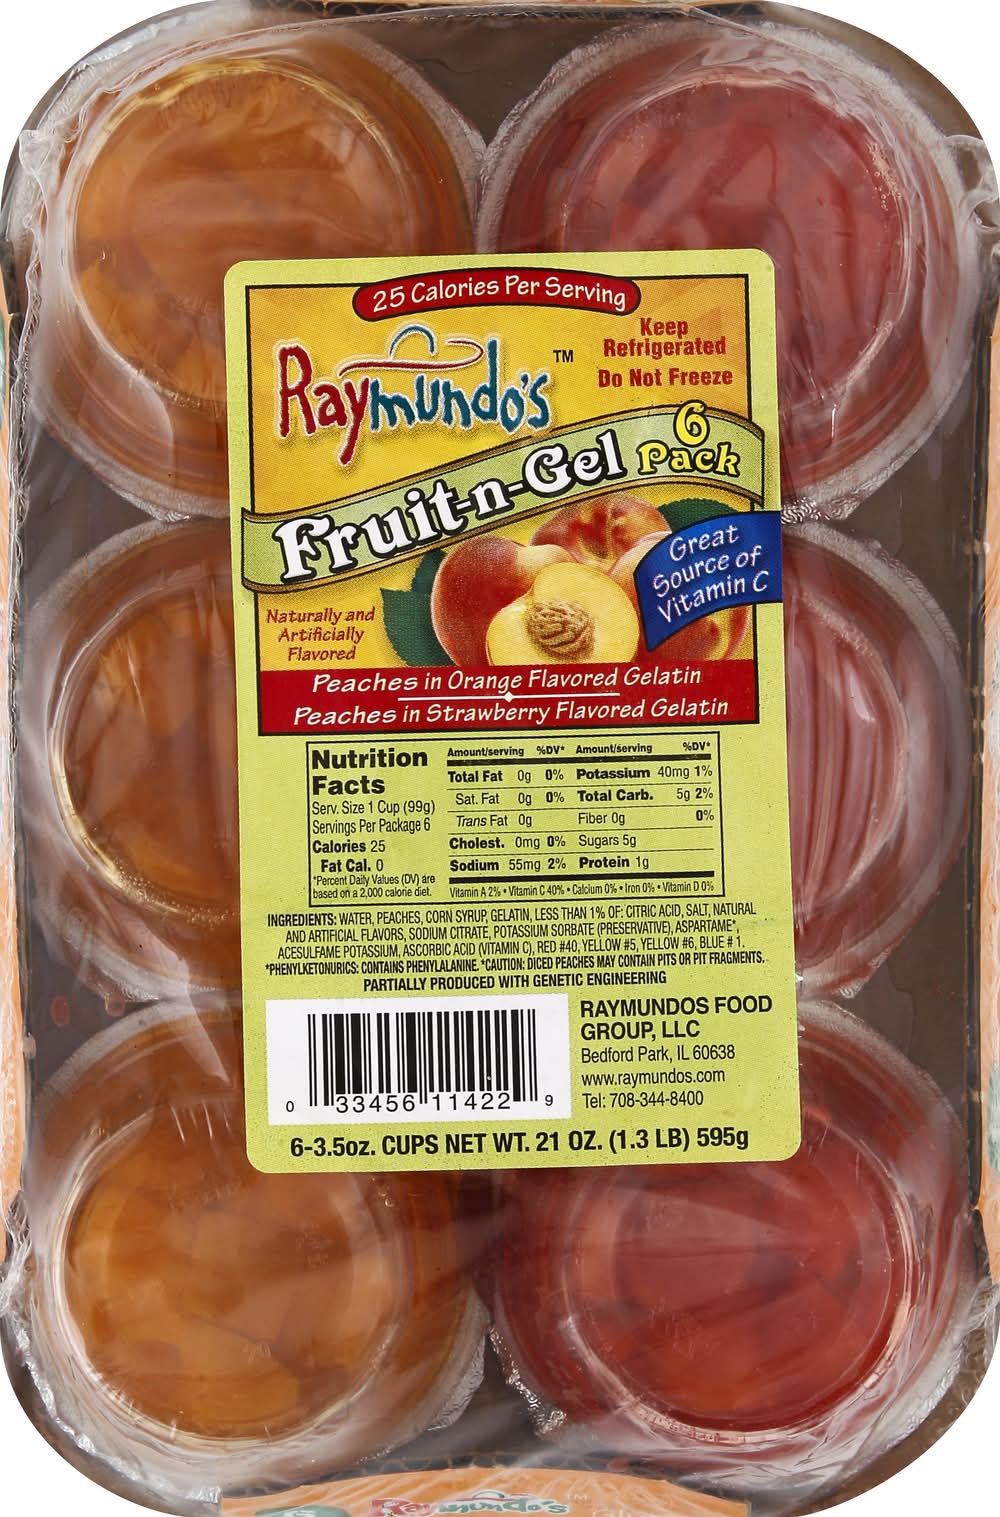 25 Calories Per Serving
Raymundo's™
Keep
Refrigerated
Do Not Freeze
Fruit-n-Gel
6
Pack
Great
Source of
Vitamin C
Naturally and
Artificially
Flavored
Peaches in Orange Flavored Gelatin
Peaches in Strawberry Flavored Gelatin
Nutrition
Facts
Serv. Size 1 Cup (99g)
Servings Per Package 6
Calories 25
Fat Cal. 0
*Percent Daily Values (DV) are
based on a 2,000 calorie diet.
Amount/serving %DV* Amount/serving %DV*
Total Fat 0g 0% Potassium 40mg 1%
Sat. Fat 0g 0% Total Carb. 5g 2%
Trans Fat 0g Fiber 0g 0%
Cholest. 0mg 0% Sugars 5g
Sodium 55mg 2% Protein 1g
Vitamin A 2% • Vitamin C 40% • Calcium 0% • Iron 0% • Vitamin D 0%
INGREDIENTS: WATER, PEACHES, CORN SYRUP, GELATIN, LESS THAN 1% OF: CITRIC ACID, SALT, NATURAL
AND ARTIFICIAL FLAVORS, SODIUM CITRATE, POTASSIUM SORBATE (PRESERVATIVE), ASPARTAME*,
ACESULFAME POTASSIUM, ASCORBIC ACID (VITAMIN C), RED #40, YELLOW #5, YELLOW #6, BLUE # 1.
*PHENYLKETONURICS: CONTAINS PHENYLALANINE. *CAUTION: DICED PEACHES MAY CONTAIN PITS OR PIT FRAGMENTS.
PARTIALLY PRODUCED WITH GENETIC ENGINEERING
RAYMUNDOS FOOD
GROUP, LLC
Bedford Park, IL 60638
www.raymundos.com
Tel: 708-344-8400
0 33456 11422 9
6-3.5oz. CUPS NET WT. 21 OZ. (1.3 LB) 595g
Raymundo's™